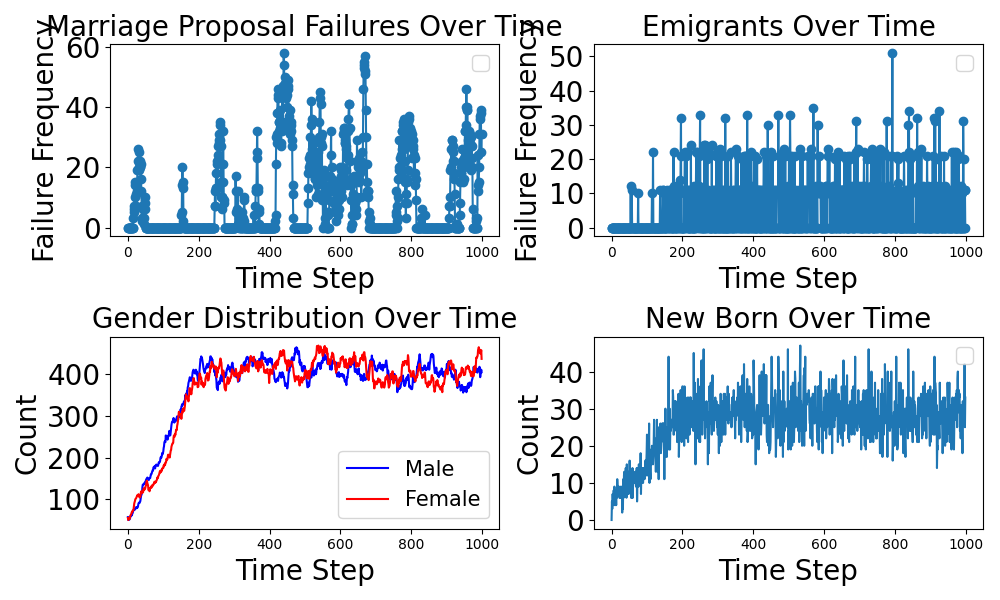 Marriage Proposal Failures Over Time
Failure Frequency
60
40
20
0
0 200 400 600 800 1000
Time Step
Emigrants Over Time
Failure Frequency
50
40
30
20
10
0
0 200 400 600 800 1000
Time Step
Gender Distribution Over Time
Count
400
300
200
100
Male
Female
0 200 400 600 800 1000
Time Step
New Born Over Time
Count
40
30
20
10
0
0 200 400 600 800 1000
Time Step